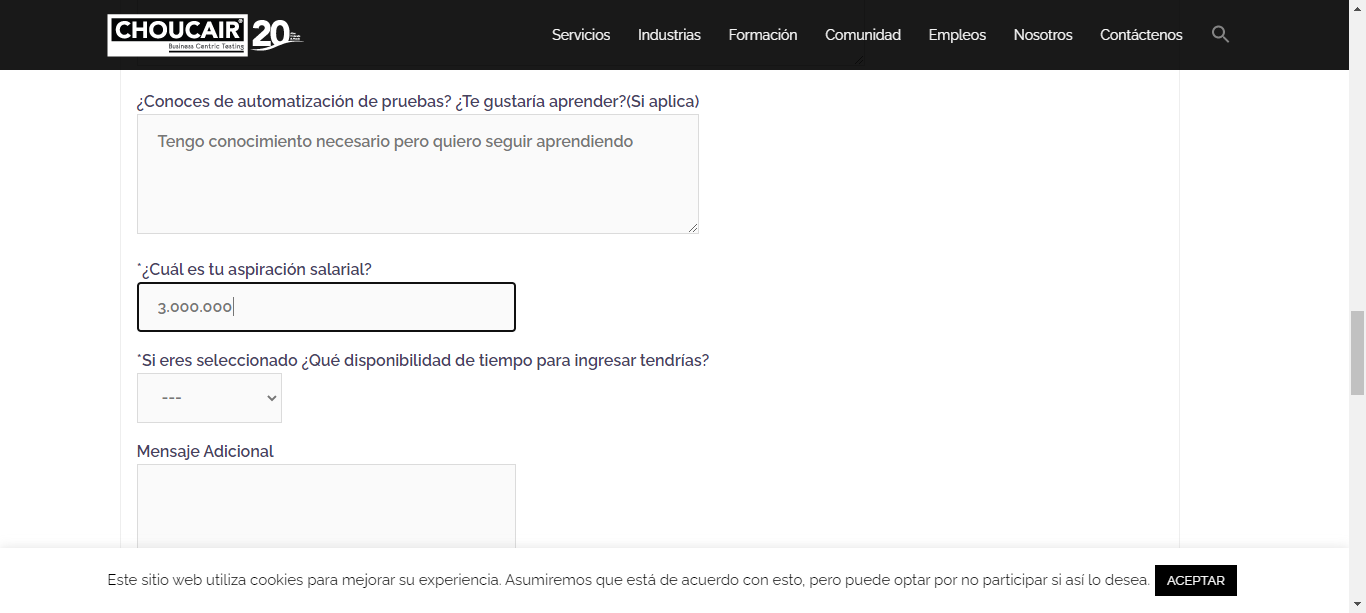 CHOUCAIR®
Business Centric Testing
20
Servicios Industrias Formación Comunidad Empleos Nosotros Contáctenos
¿Conoces de automatización de pruebas? ¿Te gustaría aprender?(Si aplica)
Tengo conocimiento necesario pero quiero seguir aprendiendo
*¿Cuál es tu aspiración salarial?
3.000.000
*Si eres seleccionado ¿Qué disponibilidad de tiempo para ingresar tendrías?
---
Mensaje Adicional
Este sitio web utiliza cookies para mejorar su experiencia. Asumiremos que está de acuerdo con esto, pero puede optar por no participar si así lo desea. ACEPTAR